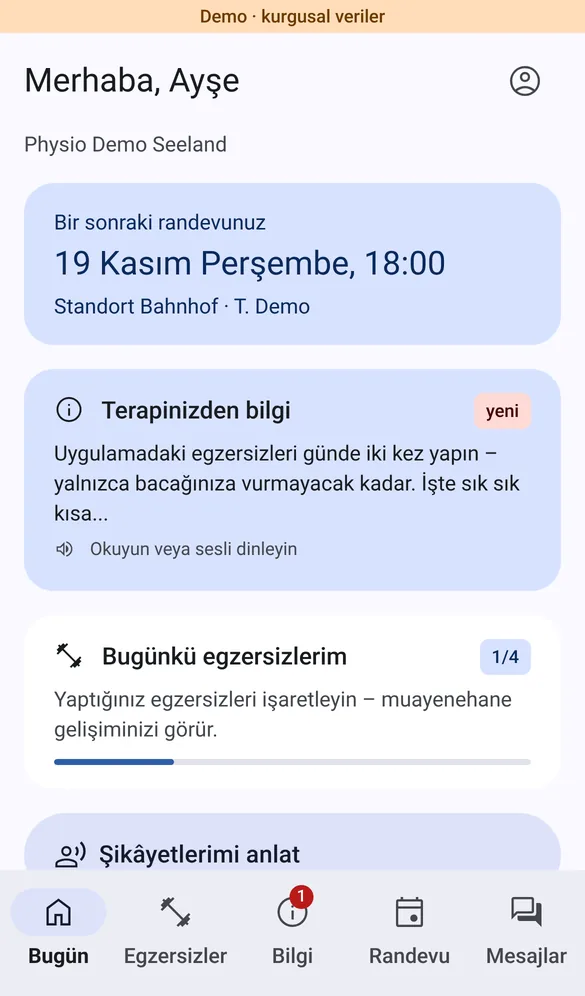 Demo · kurgusal veriler
Merhaba, Ayşe
Physio Demo Seeland
Bir sonraki randevunuz
19 Kasım Perşembe, 18:00
Standort Bahnhof · T. Demo
Terapinizden bilgi
yeni
Uygulamadaki egzersizleri günde iki kez yapın –
yalnızca bacağınıza vurmayacak kadar. İşte sık sık
kısa...
Okuyun veya sesli dinleyin
Bugünkü egzersizlerim
1/4
Yaptığınız egzersizleri işaretleyin – muayenehane
gelişiminizi görür.
Şikâyetlerimi anlat
1
Bugün
Egzersizler
Bilgi
Randevu
Mesajlar